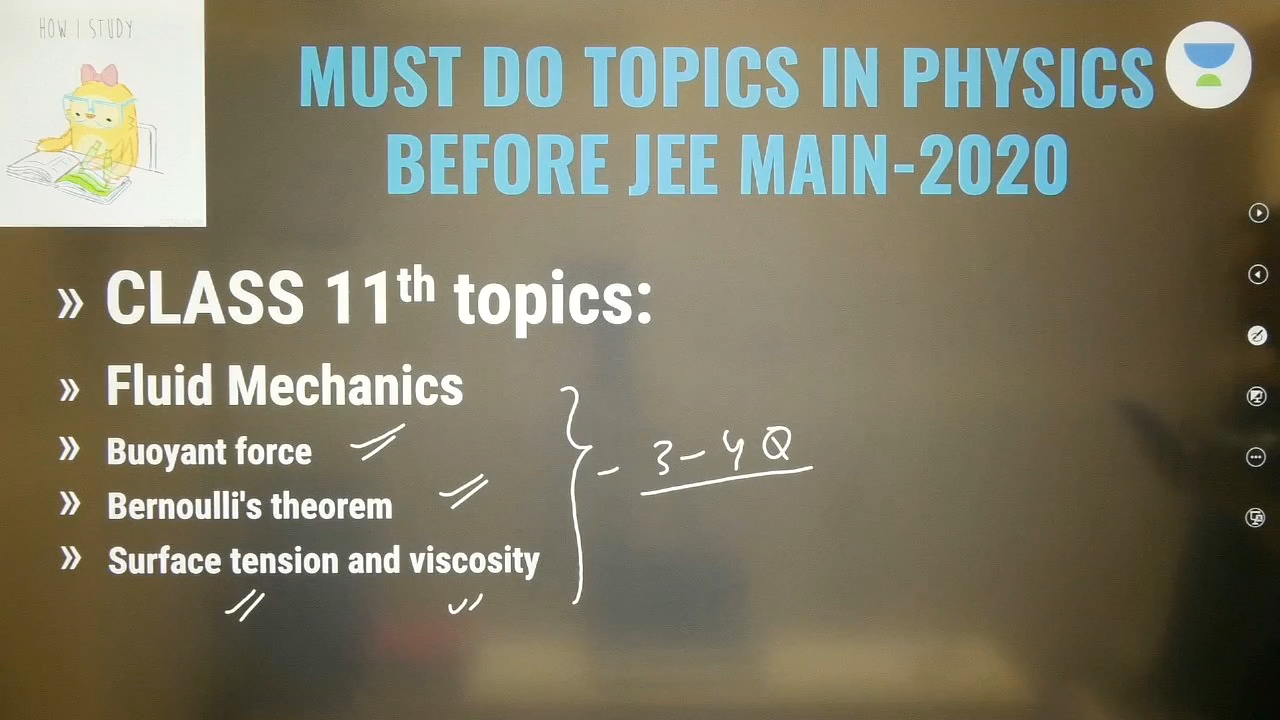 HOW I STUDY
MUST DO TOPICS IN PHYSICS
BEFORE JEE MAIN-2020
» CLASS 11th topics:
» Fluid Mechanics
» Buoyant force
» Bernoulli's theorem
» Surface tension and viscosity
- 3-4 Q